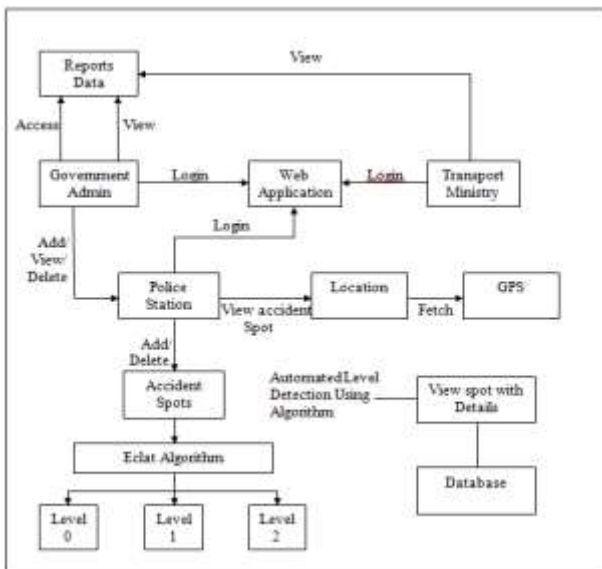 View
Reports
Data
Access
View
Government
Admin
Login
Web
Application
Login
Transport
Ministry
Login
Add/
View/
Delete
Police
Station
View accident
Spot
Location
Fetch
GPS
Add/
Delete
Accident
Spots
Automated Level
Detection Using
Algorithm
View spot with
Details
Eclat Algorithm
Database
Level
0
Level
1
Level
2